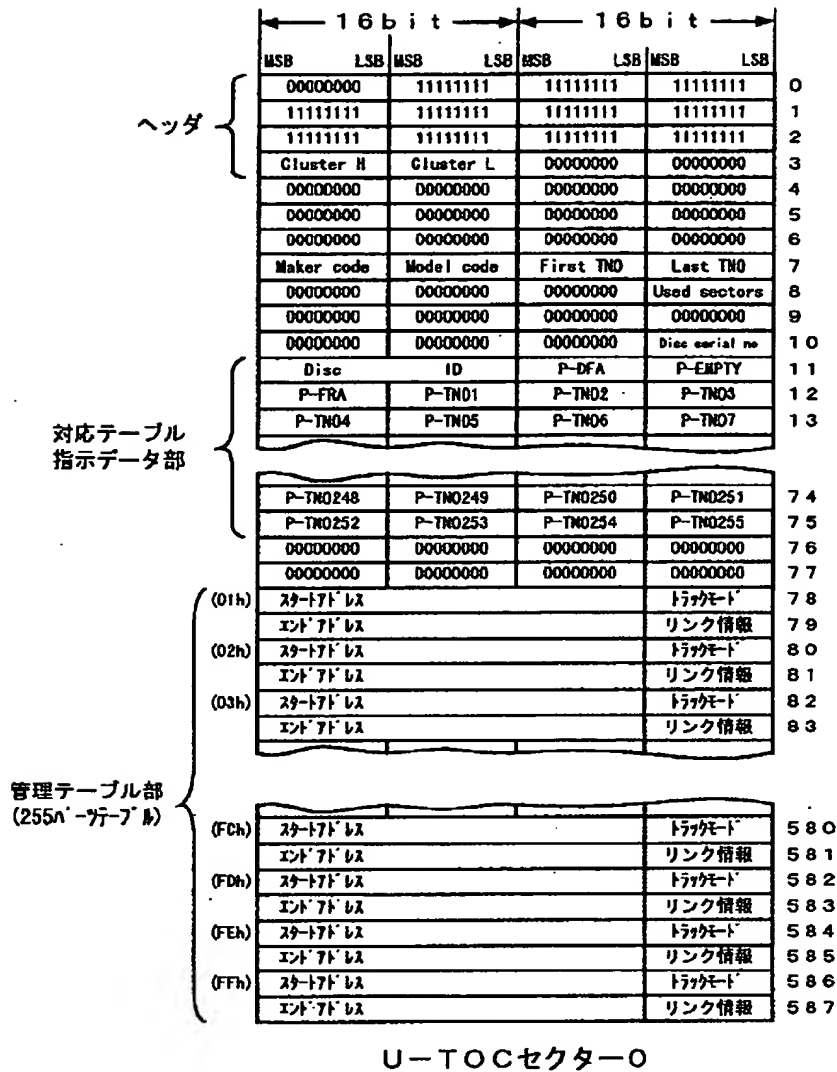 16bit 16bit
MSB LSB MSB LSB MSB LSB MSB LSB
00000000 11111111 11111111 11111111 0
11111111 11111111 11111111 11111111 1
ヘッダ
11111111 11111111 11111111 11111111 2
Cluster H Cluster L 00000000 00000000 3
00000000 00000000 00000000 00000000 4
00000000 00000000 00000000 00000000 5
00000000 00000000 00000000 00000000 6
Maker code Model code First TNO Last TNO 7
00000000 00000000 00000000 Used sectors 8
00000000 00000000 00000000 00000000 9
00000000 00000000 00000000 Disc serial no 10
Disc ID P-DFA P-EMPTY 11
P-FRA P-TNO1 P-TNO2 P-TNO3 12
P-TNO4 P-TNO5 P-TNO6 P-TNO7 13
対応テーブル
指示データ部
P-TNO248 P-TNO249 P-TNO250 P-TNO251 74
P-TNO252 P-TNO253 P-TNO254 P-TNO255 75
00000000 00000000 00000000 00000000 76
00000000 00000000 00000000 00000000 77
(01h) スタートアドレス トラックモード 78
エンドアドレス リンク情報 79
(02h) スタートアドレス トラックモード 80
エンドアドレス リンク情報 81
(03h) スタートアドレス トラックモード 82
エンドアドレス リンク情報 83
管理テーブル部
(255パーツテーブル)
(FCh) スタートアドレス トラックモード 580
エンドアドレス リンク情報 581
(FDh) スタートアドレス トラックモード 582
エンドアドレス リンク情報 583
(FEh) スタートアドレス トラックモード 584
エンドアドレス リンク情報 585
(FFh) スタートアドレス トラックモード 586
エンドアドレス リンク情報 587
U-TOCセクター0